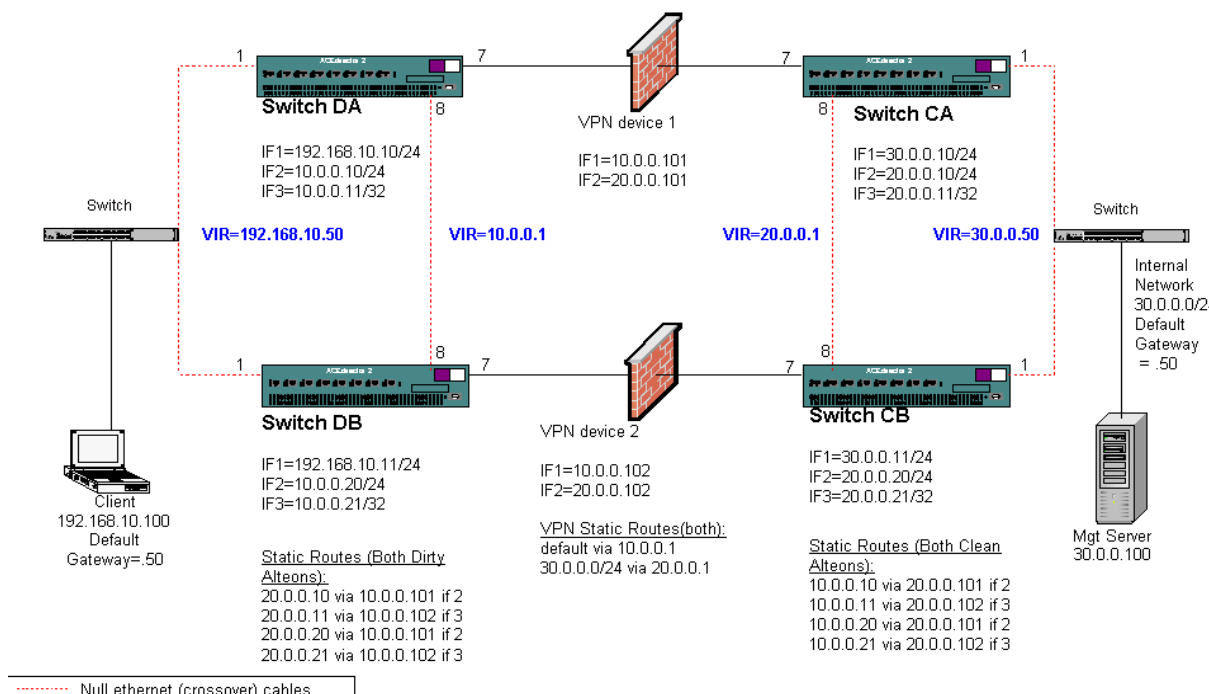 1
ACEdirector 2
7
7
ACEdirector 2
1
Switch DA
8
VPN device 1
8
Switch CA
IF1=192.168.10.10/24
IF2=10.0.0.10/24
IF3=10.0.0.11/32
IF1=10.0.0.101
IF2=20.0.0.101
IF1=30.0.0.10/24
IF2=20.0.0.10/24
IF3=20.0.0.11/32
Switch
Switch
VIR=192.168.10.50
VIR=10.0.0.1
VIR=20.0.0.1
VIR=30.0.0.50
Internal
Network
30.0.0.0/2
Default
Gateway
= .50
1
8
ACEdirector 2
7
7
8
ACEdirector 2
1
Switch DB
VPN device 2
Switch CB
IF1=192.168.10.11/24
IF2=10.0.0.20/24
IF3=10.0.0.21/32
IF1=10.0.0.102
IF2=20.0.0.102
IF1=30.0.0.11/24
IF2=20.0.0.20/24
IF3=20.0.0.21/32
Client
192.168.10.100
Default
Gateway=.50
Mgt Server
30.0.0.100
Static Routes (Both Dirty
Alteons):
20.0.0.10 via 10.0.0.101 if 2
20.0.0.11 via 10.0.0.102 if 3
20.0.0.20 via 10.0.0.101 if 2
20.0.0.21 via 10.0.0.102 if 3
VPN Static Routes(both):
default via 10.0.0.1
30.0.0.0/24 via 20.0.0.1
Static Routes (Both Clean
Alteons):
10.0.0.10 via 20.0.0.101 if 2
10.0.0.11 via 20.0.0.102 if 3
10.0.0.20 via 20.0.0.101 if 2
10.0.0.21 via 20.0.0.102 if 3
Null ethernet (crossover) cables